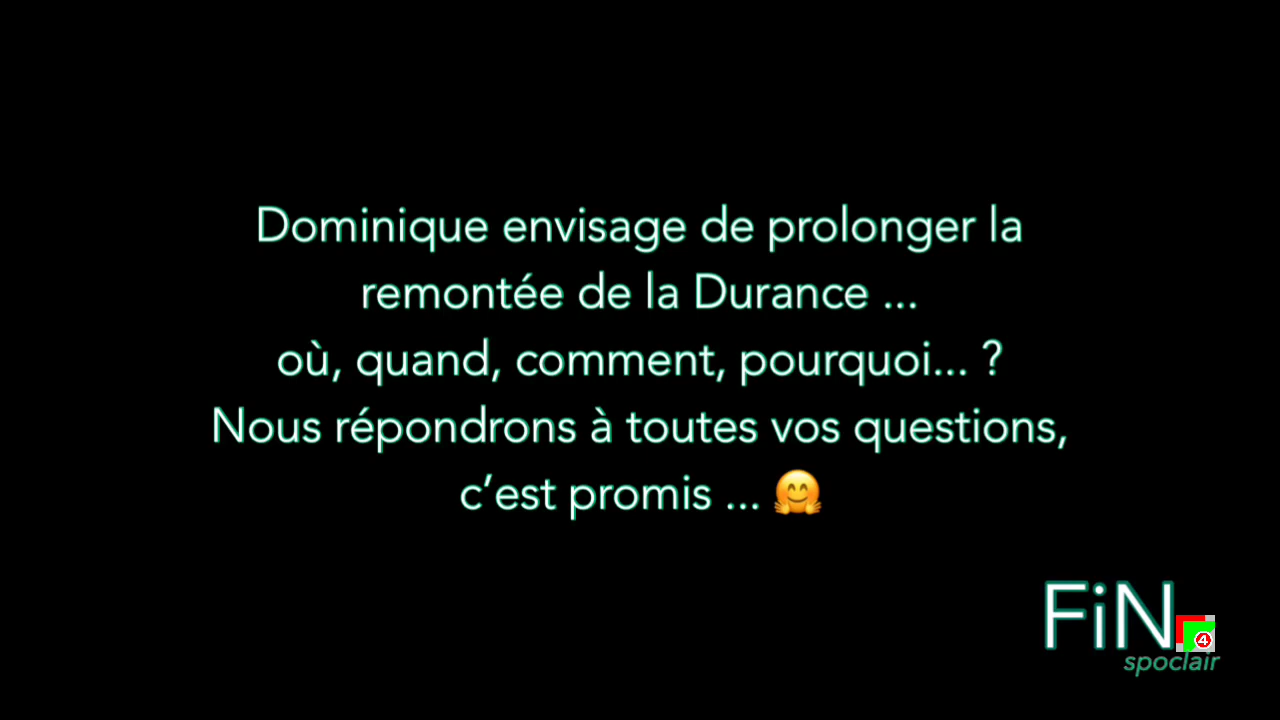 Dominique envisage de prolonger la
remontée de la Durance ...
où, quand, comment, pourquoi... ?
Nous répondrons à toutes vos questions,
c’est promis ... 🤗
FiN
4
spoclair